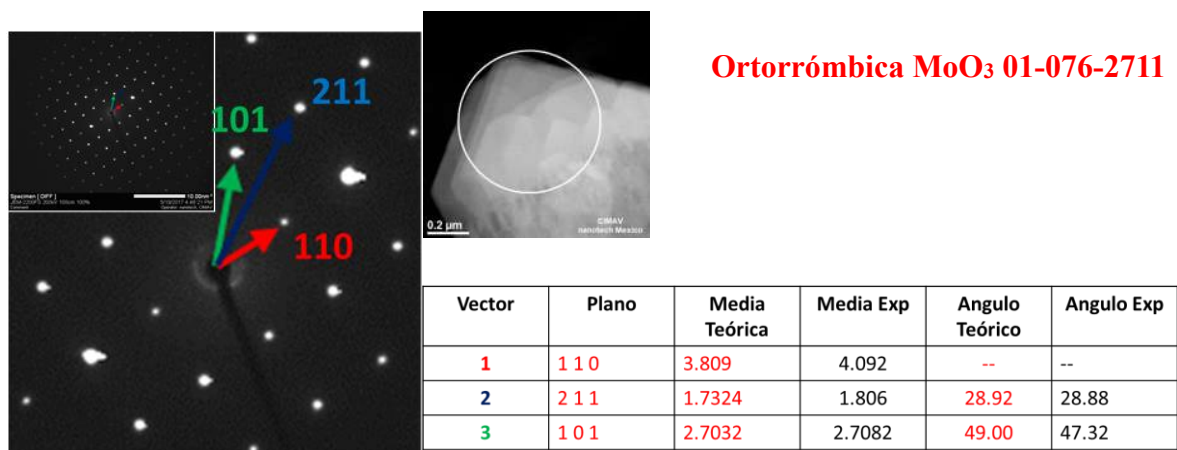 Ortorrómbica MoO₃ 01-076-2711
211
101
110
0.2 µm
CIMAV
nanotech Mexico
Specimen [ DIFF ]
10.00nm⁻¹
Vector Plano Media Teórica Media Exp Angulo Teórico Angulo Exp
1 1 1 0 3.809 4.092 -- --
2 2 1 1 1.7324 1.806 28.92 28.88
3 1 0 1 2.7032 2.7082 49.00 47.32